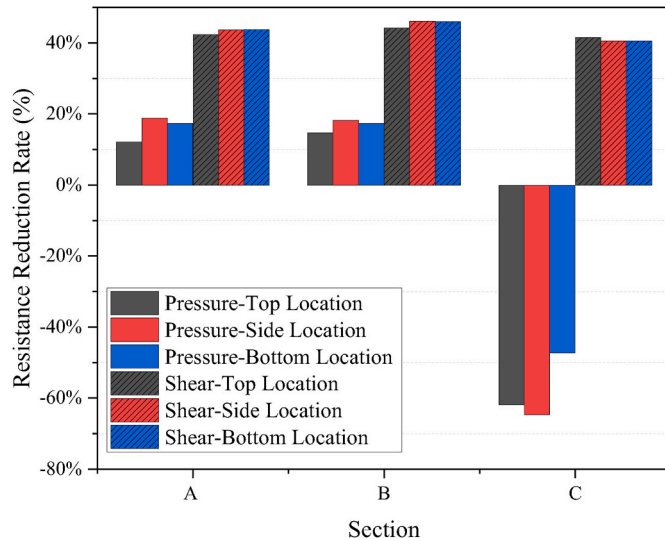 Resistance Reduction Rate (%)
40%
20%
0%
-20%
-40%
-60%
-80%
Pressure-Top Location
Pressure-Side Location
Pressure-Bottom Location
Shear-Top Location
Shear-Side Location
Shear-Bottom Location
A B C
Section